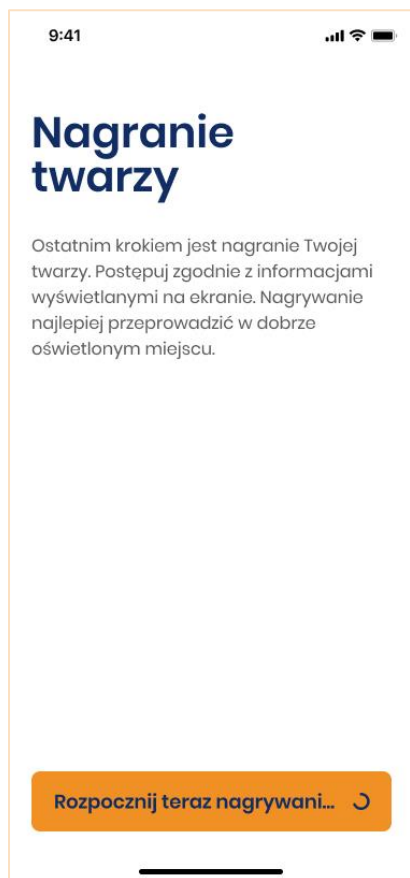 9:41
Nagranie
twarzy
Ostatnim krokiem jest nagranie Twojej
twarzy. Postępuj zgodnie z informacjami
wyświetlanymi na ekranie. Nagrywanie
najlepiej przeprowadzić w dobrze
oświetlonym miejscu.
Rozpocznij teraz nagrywani...